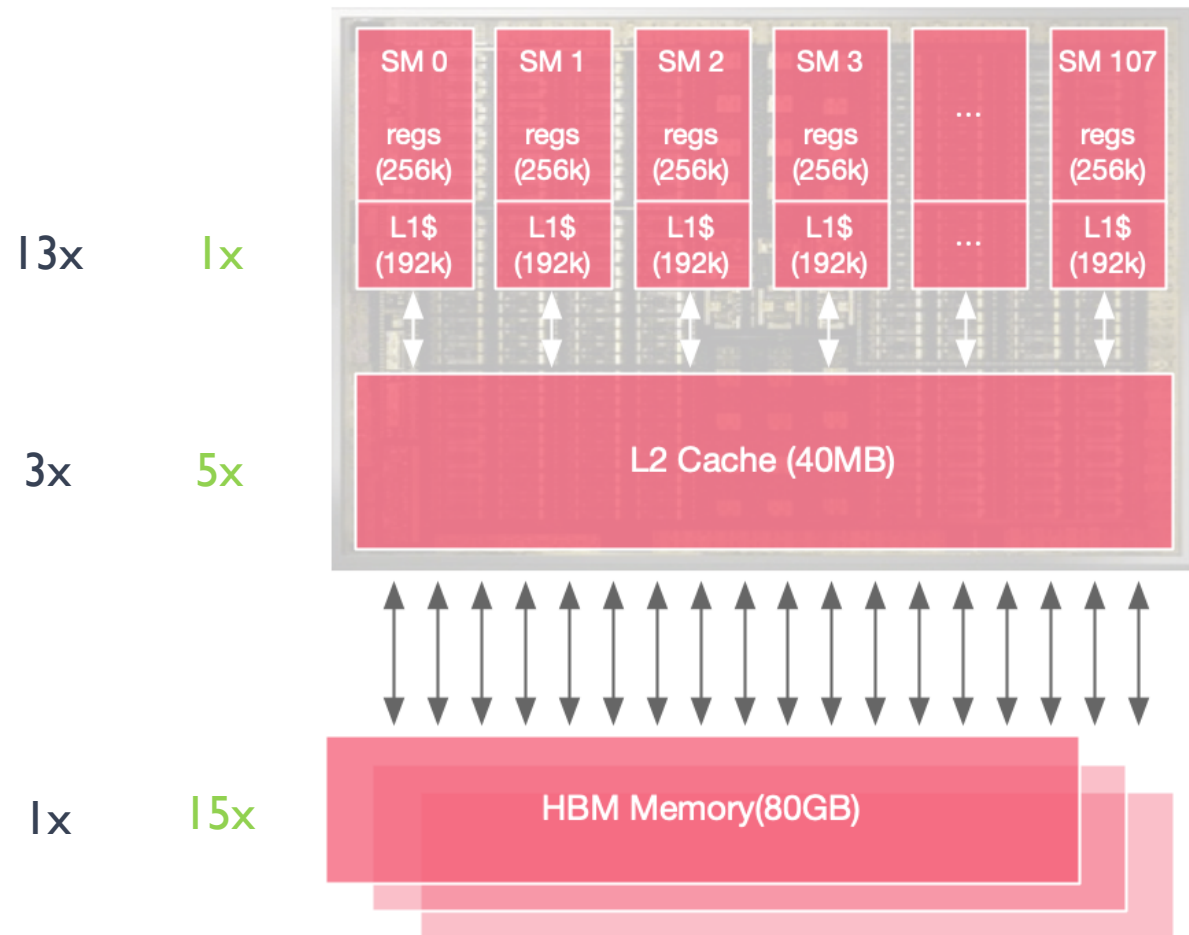 SM 0
regs
(256k)
L1$
(192k)
SM 1
regs
(256k)
L1$
(192k)
SM 2
regs
(256k)
L1$
(192k)
SM 3
regs
(256k)
L1$
(192k)
...
...
SM 107
regs
(256k)
L1$
(192k)
13x
1x
3x
5x
L2 Cache (40MB)
1x
15x
HBM Memory(80GB)